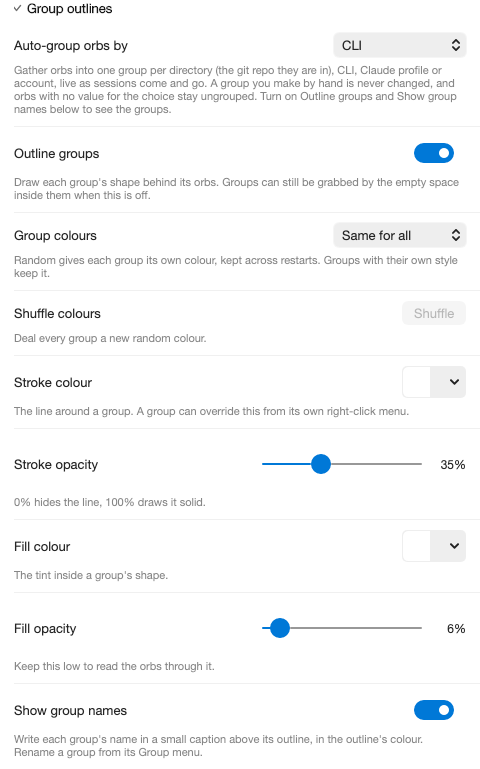 Group outlines
Auto-group orbs by
CLI
Gather orbs into one group per directory (the git repo they are in), CLI, Claude profile or
account, live as sessions come and go. A group you make by hand is never changed, and
orbs with no value for the choice stay ungrouped. Turn on Outline groups and Show group
names below to see the groups.
Outline groups
Draw each group's shape behind its orbs. Groups can still be grabbed by the empty space
inside them when this is off.
Group colours
Same for all
Random gives each group its own colour, kept across restarts. Groups with their own style
keep it.
Shuffle colours
Shuffle
Deal every group a new random colour.
Stroke colour
The line around a group. A group can override this from its own right-click menu.
Stroke opacity
35%
0% hides the line, 100% draws it solid.
Fill colour
The tint inside a group's shape.
Fill opacity
6%
Keep this low to read the orbs through it.
Show group names
Write each group's name in a small caption above its outline, in the outline's colour.
Rename a group from its Group menu.